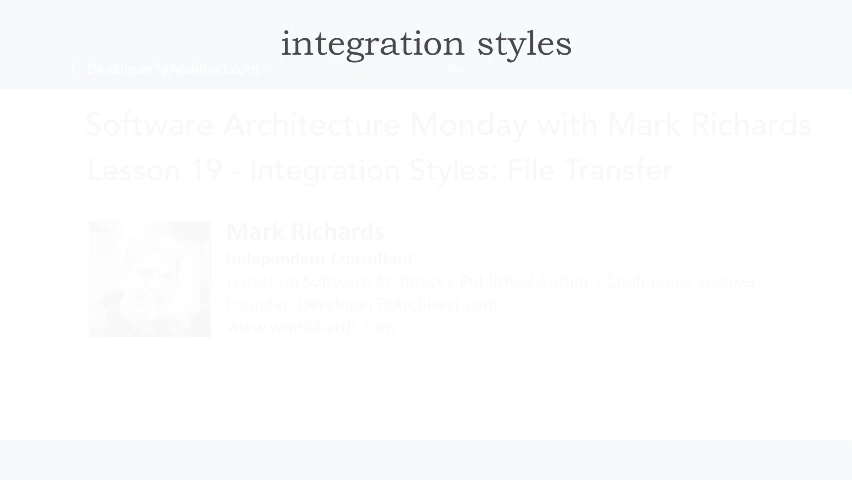 integration styles
DeveloperToArchitect.com
Software Architecture Monday with Mark Richards
Lesson 19 - Integration Styles: File Transfer
Mark Richards
Independent Consultant
Hands-on Software Architect / Published Author / Conference Speaker
Founder, DeveloperToArchitect.com
www.wmrichards.com